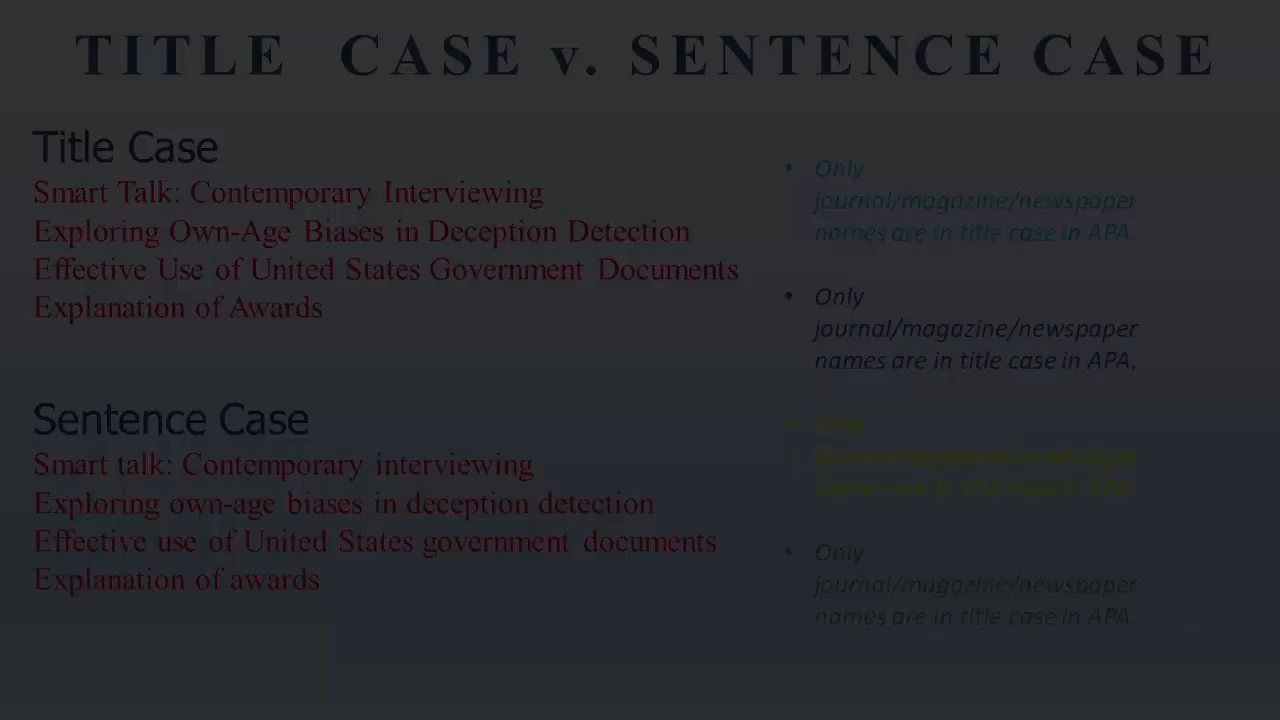 TITLE CASE v. SENTENCE CASE
Title Case
Smart Talk: Contemporary Interviewing
Exploring Own-Age Biases in Deception Detection
Effective Use of United States Government Documents
Explanation of Awards
Sentence Case
Smart talk: Contemporary interviewing
Exploring own-age biases in deception detection
Effective use of United States government documents
Explanation of awards
• Only
journal/magazine/newspaper
names are in title case in APA.
• Only
journal/magazine/newspaper
names are in title case in APA.
• Only
journal/magazine/newspaper
names are in title case in APA.
• Only
journal/magazine/newspaper
names are in title case in APA.